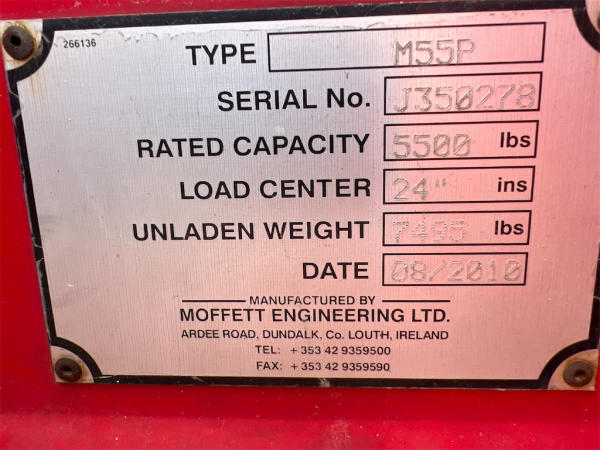 266136
TYPE M55P
SERIAL No. J350278
RATED CAPACITY 5500 lbs
LOAD CENTER 24" ins
UNLADEN WEIGHT 7495 lbs
DATE 08/2010
MANUFACTURED BY
MOFFETT ENGINEERING LTD.
ARDEE ROAD, DUNDALK, Co. LOUTH, IRELAND
TEL: + 353 42 9359500
FAX: + 353 42 9359590